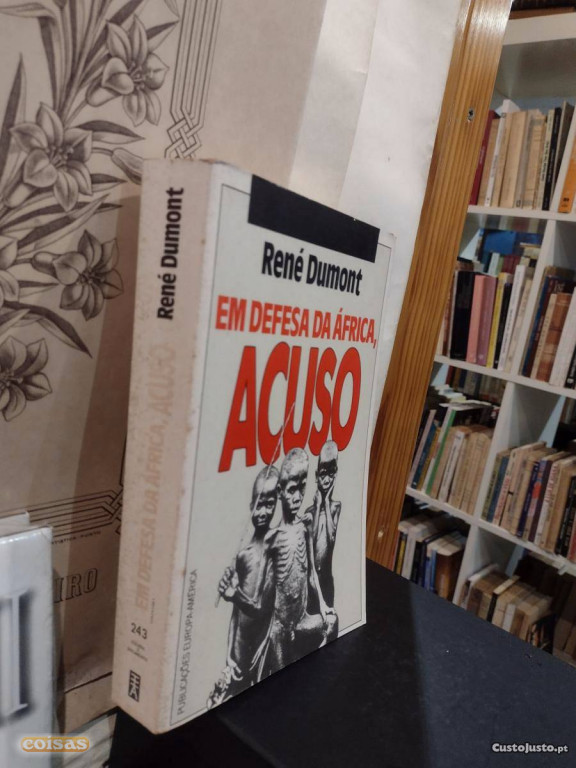 René Dumont
EM DEFESA DA ÁFRICA,
ACUSO
PUBLICAÇÕES EUROPA-AMÉRICA
René Dumont
EM DEFESA DA ÁFRICA, ACUSO
243
IRO
coisas
CustoJusto.pt